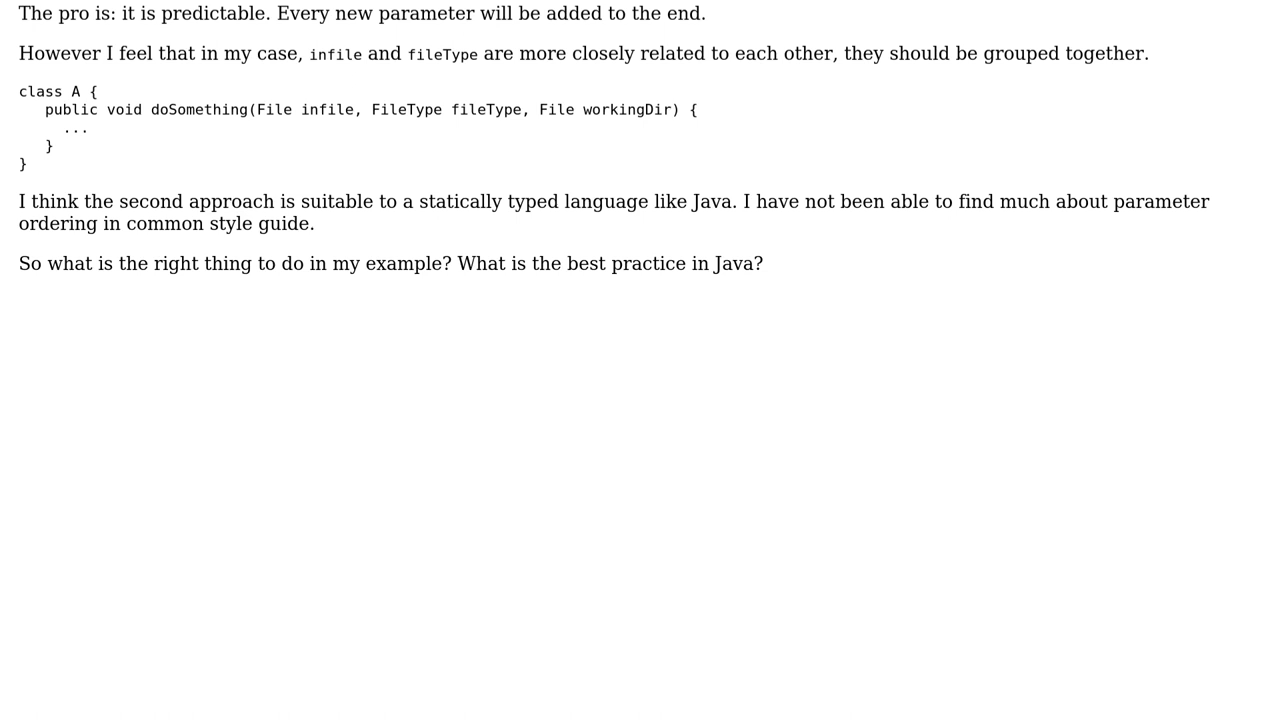 The pro is: it is predictable. Every new parameter will be added to the end.
However I feel that in my case, infile and fileType are more closely related to each other, they should be grouped together.
class A {
   public void doSomething(File infile, FileType fileType, File workingDir) {
     ...
   }
}
I think the second approach is suitable to a statically typed language like Java. I have not been able to find much about parameter
ordering in common style guide.
So what is the right thing to do in my example? What is the best practice in Java?